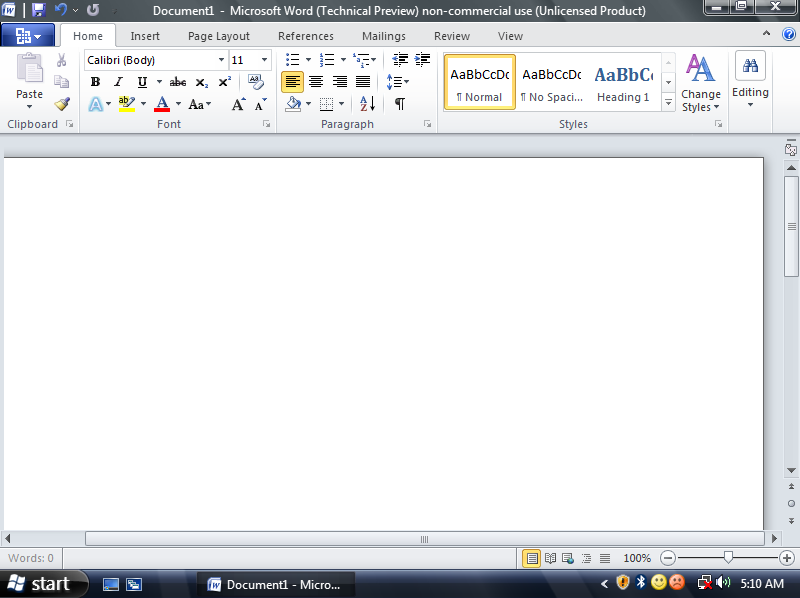 Document1 - Microsoft Word (Technical Preview) non-commercial use (Unlicensed Product)
Home Insert Page Layout References Mailings Review View
Calibri (Body) 11
Paste
B I U abc x₂ x²
A ab A Aa A A
A Z ¶
AaBbCcDc AaBbCcDc AaBbC
¶ Normal ¶ No Spaci... Heading 1
Change Styles
Editing
Clipboard Font Paragraph Styles
Words: 0 100%
start Document1 - Micro... 5:10 AM